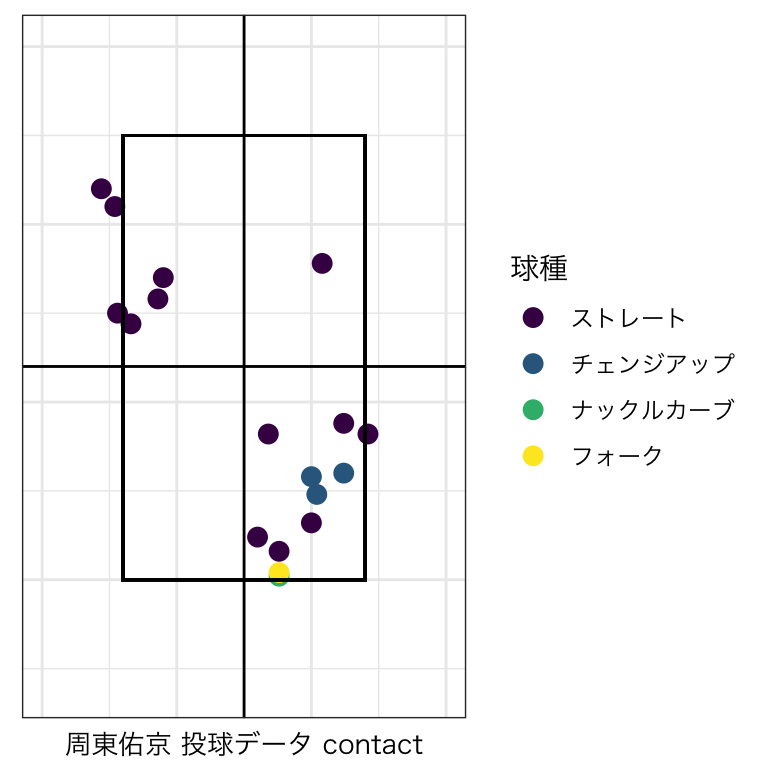 球種
ストレート
チェンジアップ
ナックルカーブ
フォーク
周東佑京 投球データ contact